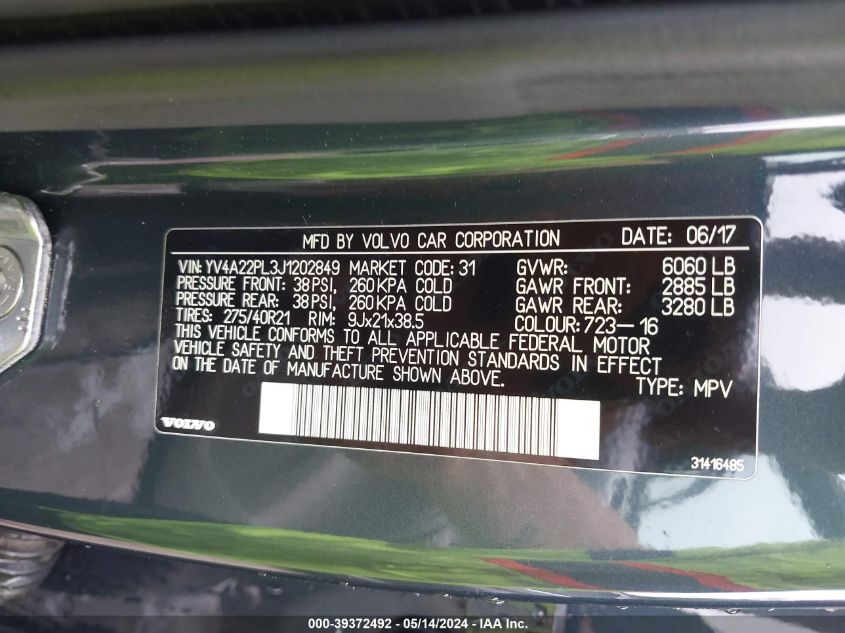 MFD BY VOLVO CAR CORPORATION DATE: 06/17
VIN: YV4A22PL3J1202849 MARKET CODE: 31 GVWR: 6060 LB
PRESSURE FRONT: 38 PSI, 260 KPA COLD GAWR FRONT: 2885 LB
PRESSURE REAR: 38 PSI, 260 KPA COLD GAWR REAR: 3280 LB
TIRES: 275/40R21 RIM: 9Jx21x38.5 COLOUR: 723-16
THIS VEHICLE CONFORMS TO ALL APPLICABLE FEDERAL MOTOR
VEHICLE SAFETY AND THEFT PREVENTION STANDARDS IN EFFECT
ON THE DATE OF MANUFACTURE SHOWN ABOVE. TYPE: MPV
VOLVO
31416485
000-39372492 / 05/14/2024 - IAA Inc.